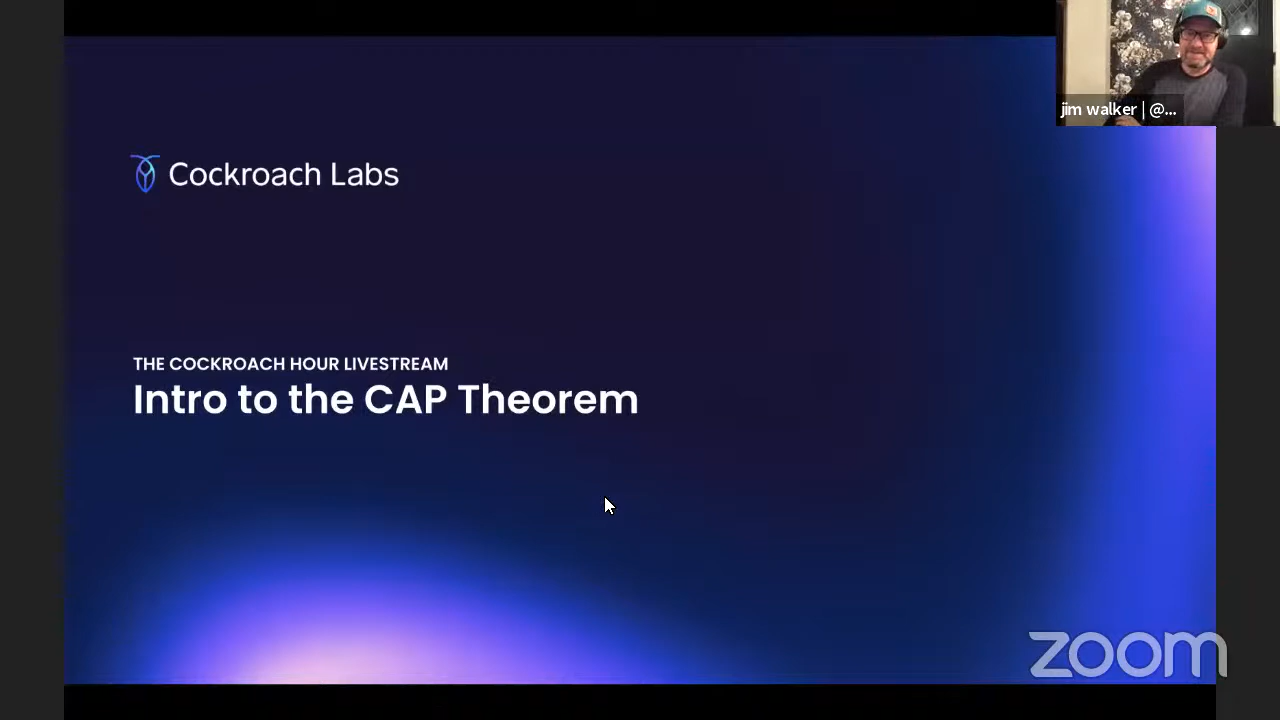 jim walker | @...
Cockroach Labs
THE COCKROACH HOUR LIVESTREAM
Intro to the CAP Theorem
zoom